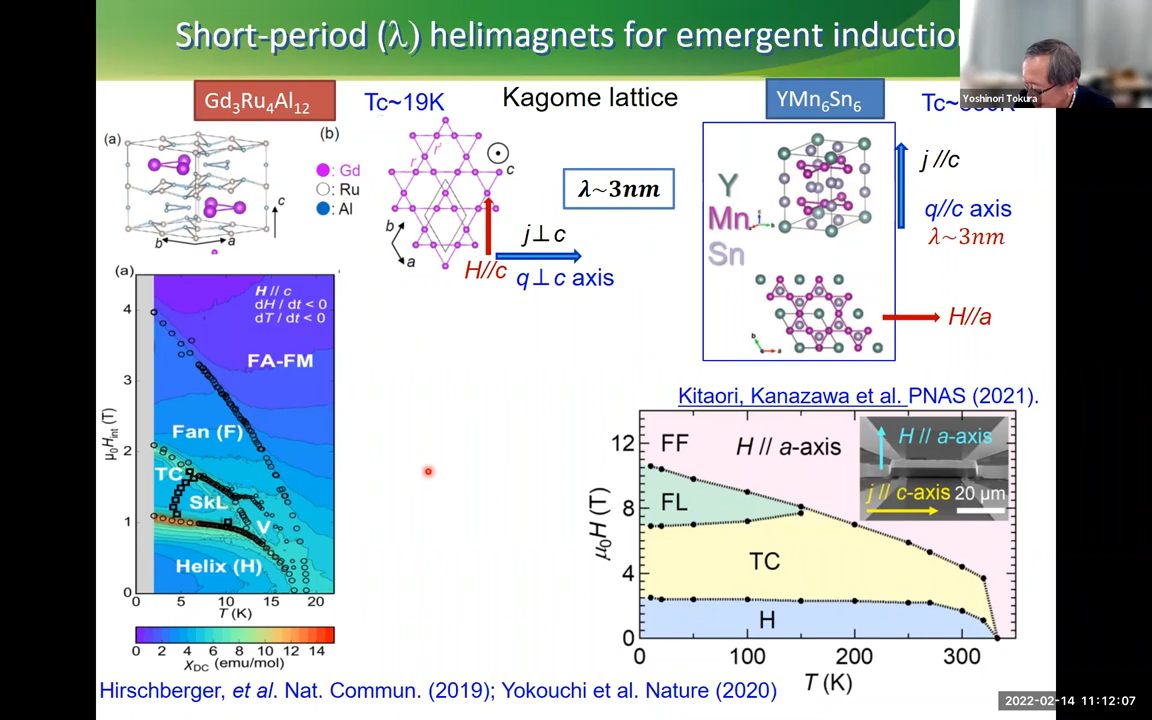 Short-period (λ) helimagnets for emergent induction
Yoshinori Tokura
Gd3Ru4Al12
Tc~19K
Kagome lattice
YMn6Sn6
(a)
c
b
a
(b)
: Gd
: Ru
: Al
r r'
c
b
a
H//c
j⊥c
q⊥c axis
λ~3nm
Y
Mn
Sn
j //c
q//c axis
λ~3nm
H//a
(a)
H // c
dH / dt < 0
dT / dt < 0
FA-FM
Fan (F)
TC
SkL
V
Helix (H)
μ0Hint (T)
4
3
2
1
0
0 5 10 15 20
T (K)
0 2 4 6 8 10 12 14
χDC (emu/mol)
Kitaori, Kanazawa et al. PNAS (2021).
FF
H // a-axis
FL
TC
H
H // a-axis
j // c-axis
20 μm
μ0H (T)
12
8
4
0
0 100 200 300
T (K)
Hirschberger, et al. Nat. Commun. (2019); Yokouchi et al. Nature (2020)
2022-02-14 11:12:07